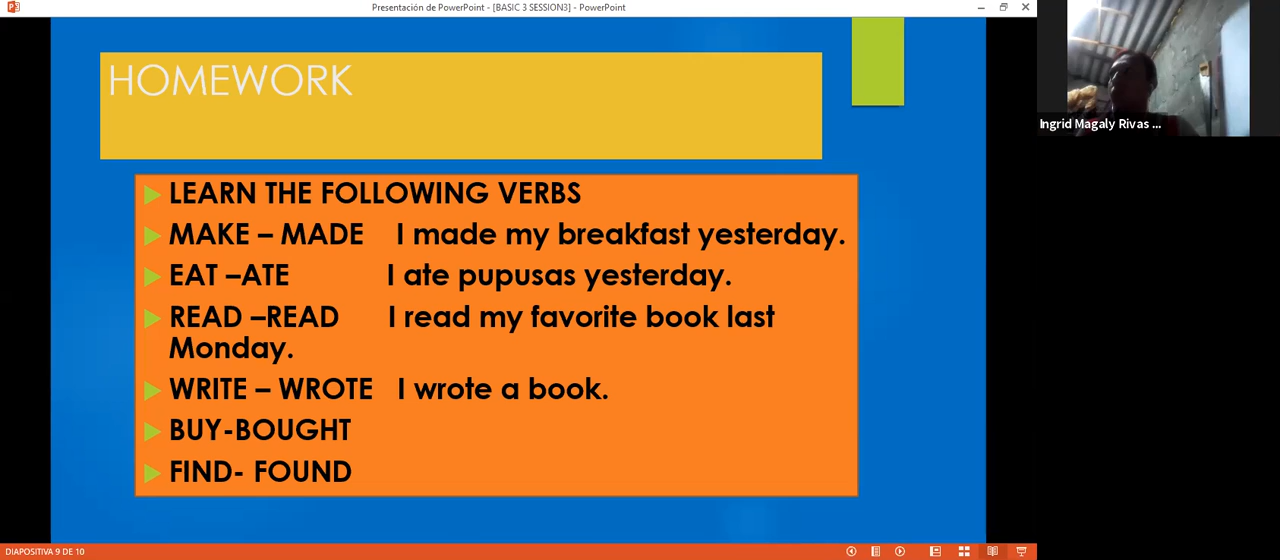 Presentación de PowerPoint - [BASIC 3 SESSION3] - PowerPoint
HOMEWORK
LEARN THE FOLLOWING VERBS
MAKE – MADE I made my breakfast yesterday.
EAT –ATE I ate pupusas yesterday.
READ –READ I read my favorite book last
Monday.
WRITE – WROTE I wrote a book.
BUY-BOUGHT
FIND- FOUND
Ingrid Magaly Rivas ...
DIAPOSITIVA 9 DE 10